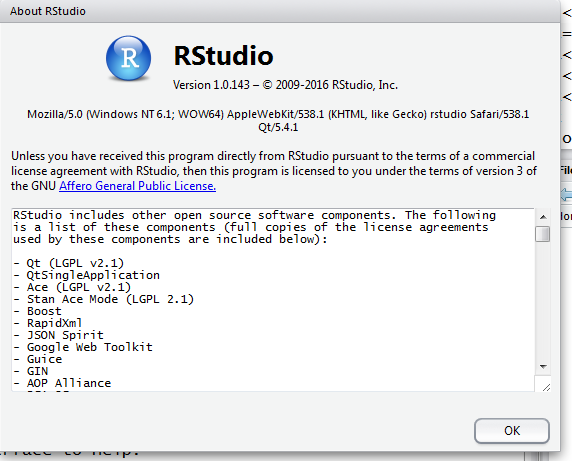 About RStudio
R
RStudio
Version 1.0.143 – © 2009-2016 RStudio, Inc.
Mozilla/5.0 (Windows NT 6.1; WOW64) AppleWebKit/538.1 (KHTML, like Gecko) rstudio Safari/538.1
Qt/5.4.1
Unless you have received this program directly from RStudio pursuant to the terms of a commercial
license agreement with RStudio, then this program is licensed to you under the terms of version 3 of
the GNU Affero General Public License.
RStudio includes other open source software components. The following
is a list of these components (full copies of the license agreements
used by these components are included below):
- Qt (LGPL v2.1)
- QtSingleApplication
- Ace (LGPL v2.1)
- Stan Ace Mode (LGPL 2.1)
- Boost
- RapidXml
- JSON Spirit
- Google Web Toolkit
- Guice
- GIN
- AOP Alliance
OK
to help.